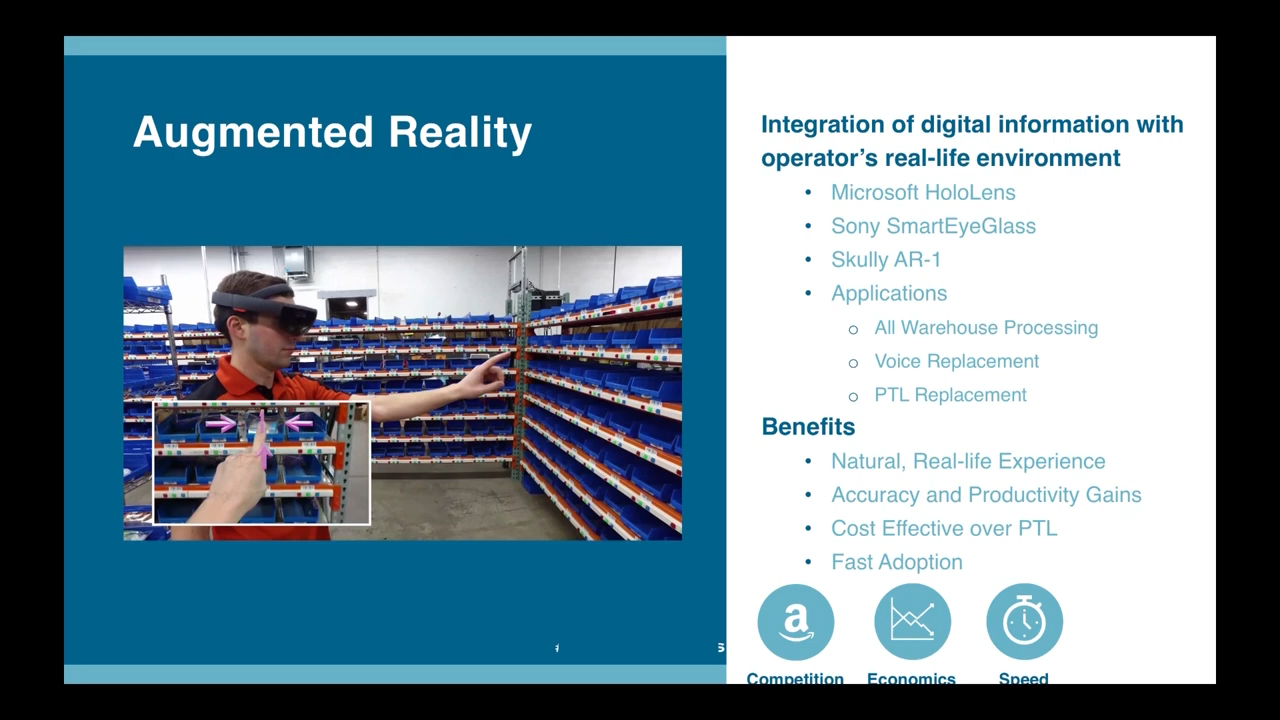 Augmented Reality
Integration of digital information with
operator's real-life environment
• Microsoft HoloLens
• Sony SmartEyeGlass
• Skully AR-1
• Applications
o All Warehouse Processing
o Voice Replacement
o PTL Replacement
Benefits
• Natural, Real-life Experience
• Accuracy and Productivity Gains
• Cost Effective over PTL
• Fast Adoption
a
Competition Economics Speed